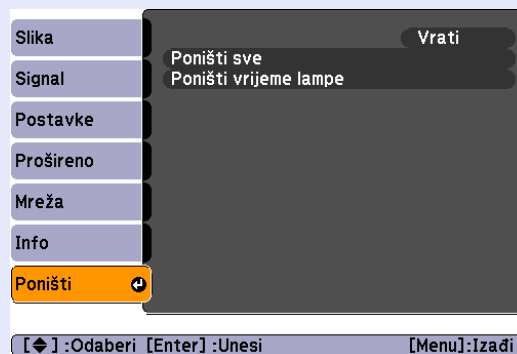 Slika
Signal
Postavke
Prošireno
Mreža
Info
Poništi
Vrati
Poništi sve
Poništi vrijeme lampe
[◆] :Odaberi [Enter] :Unesi [Menu]:Izađi